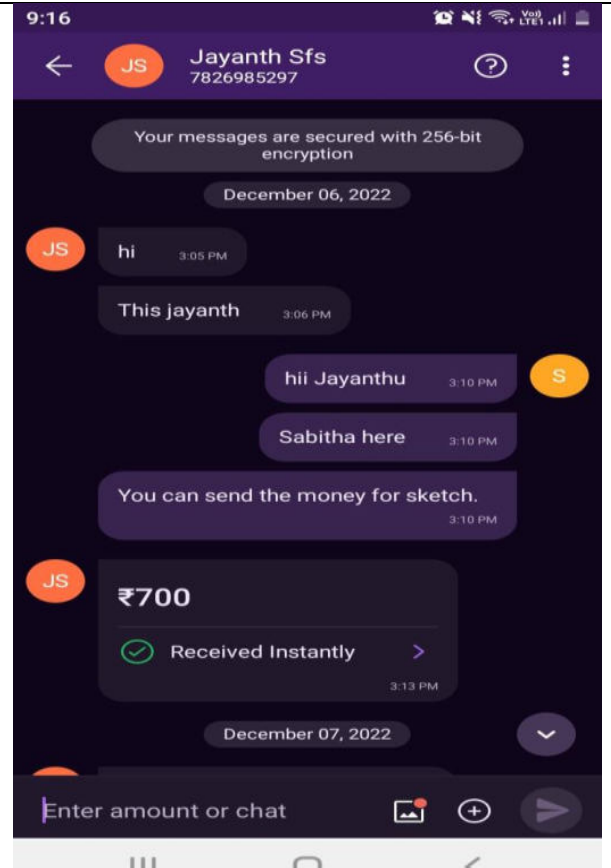 9:16
Vo))
LTE1
JS
Jayanth Sfs
7826985297
?
Your messages are secured with 256-bit
encryption
December 06, 2022
JS
hi 3:05 PM
This jayanth 3:06 PM
hii Jayanthu 3:10 PM
S
Sabitha here 3:10 PM
You can send the money for sketch.
3:10 PM
JS
₹700
Received Instantly
3:13 PM
December 07, 2022
Enter amount or chat